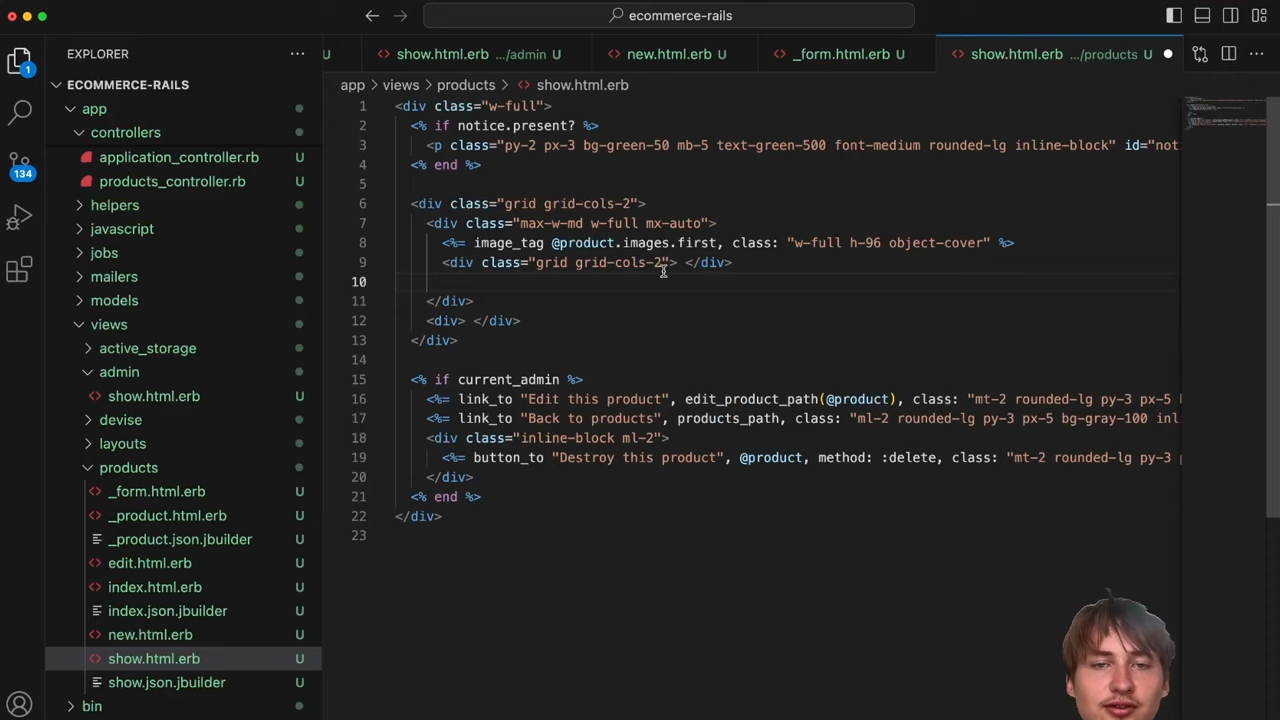 ecommerce-rails
EXPLORER
ECOMMERCE-RAILS
app
controllers
application_controller.rb U
products_controller.rb U
helpers
javascript
jobs
mailers
models
views
active_storage
admin
show.html.erb U
devise
layouts
products
_form.html.erb U
_product.html.erb U
_product.json.jbuilder U
edit.html.erb U
index.html.erb U
index.json.jbuilder U
new.html.erb U
show.html.erb U
show.json.jbuilder U
bin
1
134
U show.html.erb .../admin U new.html.erb U _form.html.erb U show.html.erb .../products U
app > views > products > show.html.erb
1 <div class="w-full">
2 <% if notice.present? %>
3 <p class="py-2 px-3 bg-green-50 mb-5 text-green-500 font-medium rounded-lg inline-block" id="not
4 <% end %>
5
6 <div class="grid grid-cols-2">
7 <div class="max-w-md w-full mx-auto">
8 <%= image_tag @product.images.first, class: "w-full h-96 object-cover" %>
9 <div class="grid grid-cols-2"> </div>
10
11 </div>
12 <div> </div>
13 </div>
14
15 <% if current_admin %>
16 <%= link_to "Edit this product", edit_product_path(@product), class: "mt-2 rounded-lg py-3 px-5
17 <%= link_to "Back to products", products_path, class: "ml-2 rounded-lg py-3 px-5 bg-gray-100 inl
18 <div class="inline-block ml-2">
19 <%= button_to "Destroy this product", @product, method: :delete, class: "mt-2 rounded-lg py-3 p
20 </div>
21 <% end %>
22 </div>
23